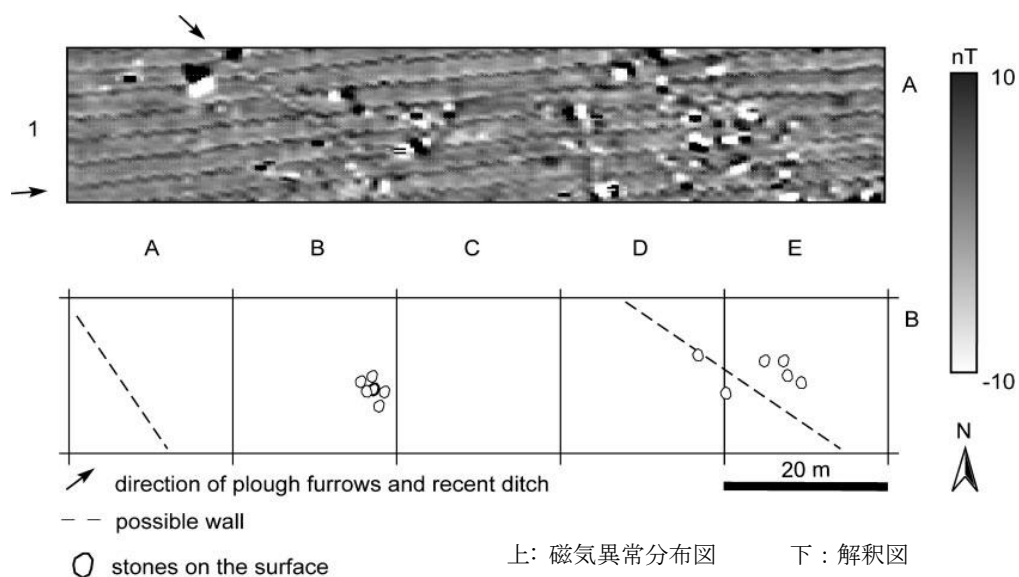 nT
10
A
1
A B C D E
B
-10
N
20 m
direction of plough furrows and recent ditch
possible wall
stones on the surface
上: 磁気異常分布図 下：解釈図